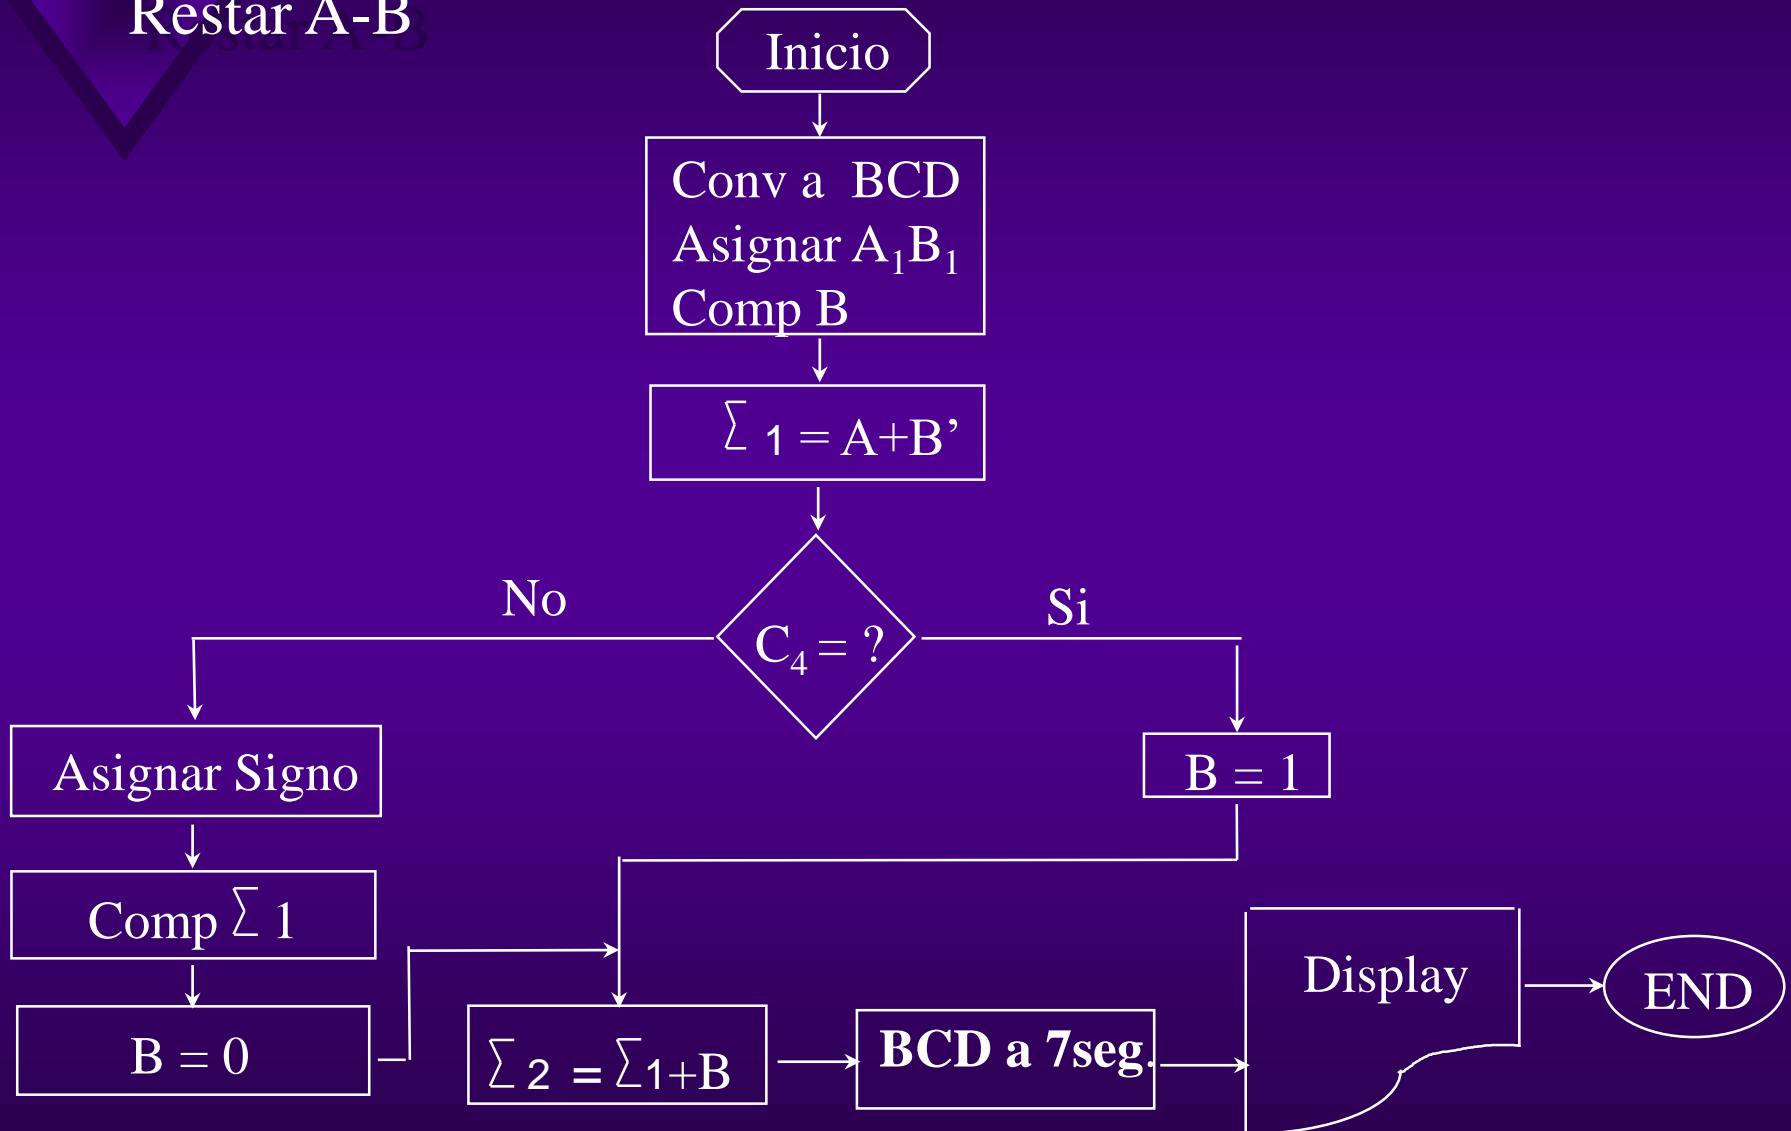 Restar A-B
Inicio
Conv a BCD
Asignar A₁B₁
Comp B
∑ 1 = A+B’
C₄ = ?
No
Si
Asignar Signo
B = 1
Comp ∑ 1
B = 0
∑ 2 = ∑1+B
BCD a 7seg.
Display
END